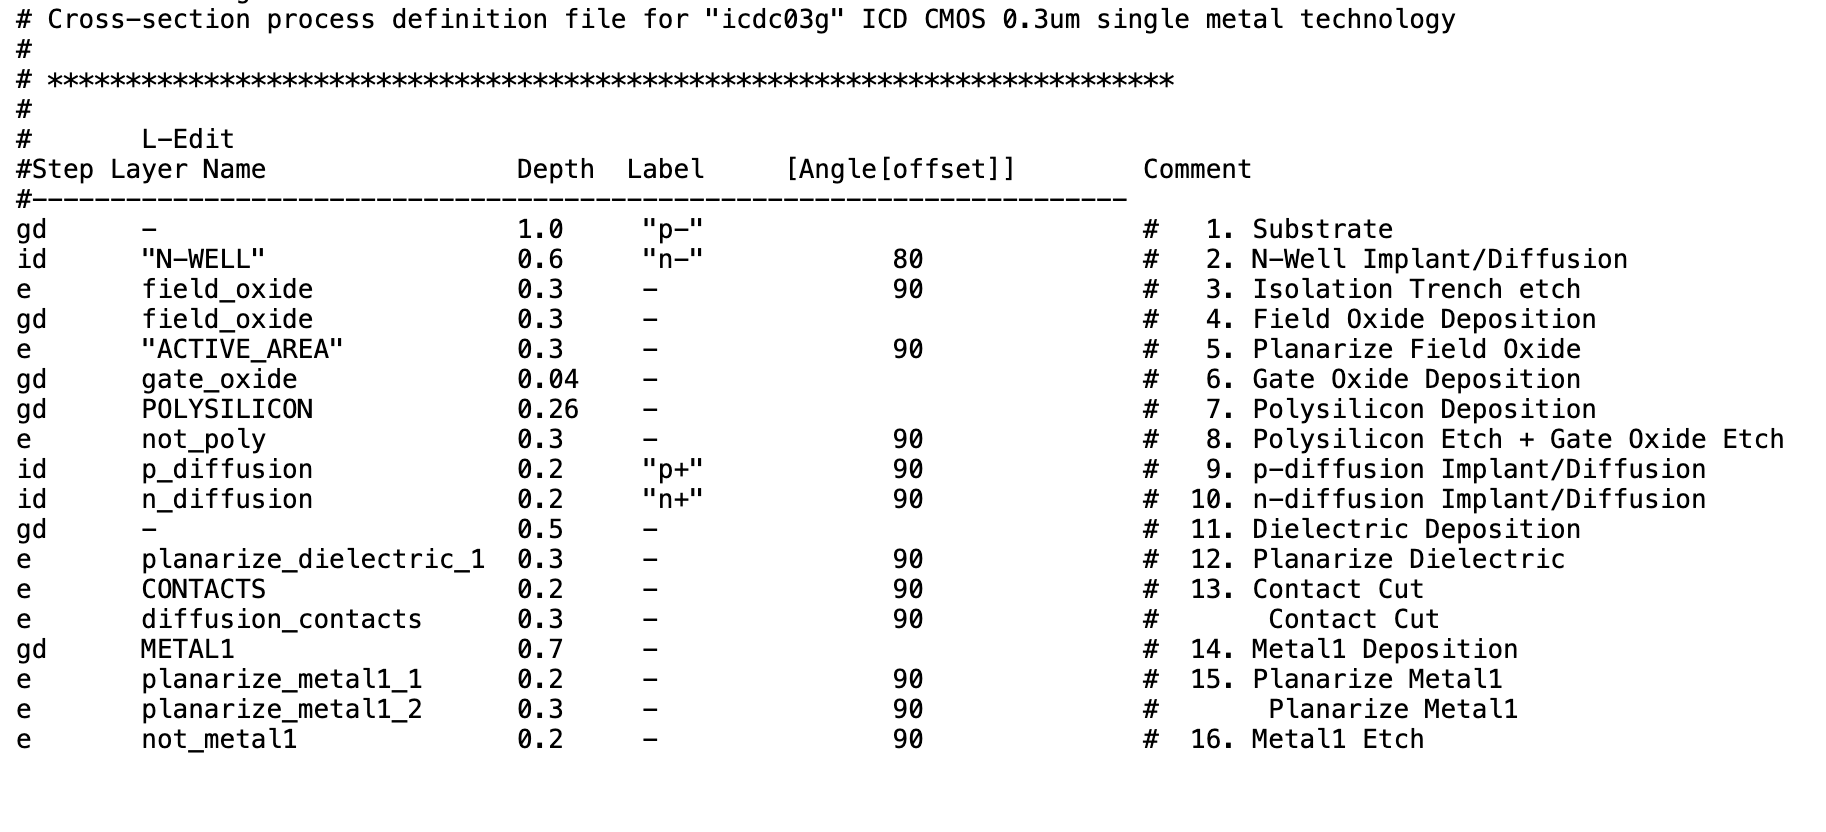 # Cross-section process definition file for "icdc03g" ICD CMOS 0.3um single metal technology
#
# ************************************************************************
#
#       L-Edit
#Step Layer Name                Depth  Label     [Angle[offset]]        Comment
#----------------------------------------------------------------------
gd      -                       1.0     "p-"                            #   1. Substrate
id      "N-WELL"                0.6     "n-"            80              #   2. N-Well Implant/Diffusion
e       field_oxide             0.3     -               90              #   3. Isolation Trench etch
gd      field_oxide             0.3     -                               #   4. Field Oxide Deposition
e       "ACTIVE_AREA"           0.3     -               90              #   5. Planarize Field Oxide
gd      gate_oxide              0.04    -                               #   6. Gate Oxide Deposition
gd      POLYSILICON             0.26    -                               #   7. Polysilicon Deposition
e       not_poly                0.3     -               90              #   8. Polysilicon Etch + Gate Oxide Etch
id      p_diffusion             0.2     "p+"            90              #   9. p-diffusion Implant/Diffusion
id      n_diffusion             0.2     "n+"            90              #  10. n-diffusion Implant/Diffusion
gd      -                       0.5     -                               #  11. Dielectric Deposition
e       planarize_dielectric_1  0.3     -               90              #  12. Planarize Dielectric
e       CONTACTS                0.2     -               90              #  13. Contact Cut
e       diffusion_contacts      0.3     -               90              #       Contact Cut
gd      METAL1                  0.7     -                               #  14. Metal1 Deposition
e       planarize_metal1_1      0.2     -               90              #  15. Planarize Metal1
e       planarize_metal1_2      0.3     -               90              #       Planarize Metal1
e       not_metal1              0.2     -               90              #  16. Metal1 Etch